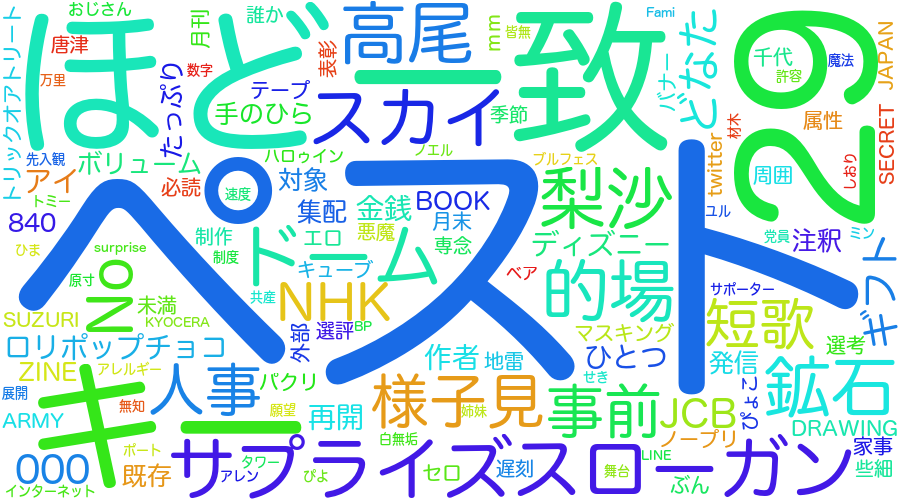 トリックオアトリート
おじさん
唐津
万里
ほど
月刊
誰か
数字
たっぷり
手のひら
テープ
表彰
高尾
一致
スカイ
mm
皆無
季節
Fami
どなた
バナー
29
千代
許容
魔法
JAPAN
属性
材木
しおり
SECRET
twitter
周囲
先入観
ボリューム
アイ
トミー
必読
ハロウィン
ノエル
プルフェス
速度
対象
840
ひま
surprise
集配
金銭
BOOK
月末
梨沙
ユル
党員
ミン
ペスト
制作
制度
エロ
悪魔
専念
ディズニー
注釈
ドーム
キューブ
ベア
的場
サポーター
ギフト
原寸
No
未満
共産
NHK
SUZURI
KYOCERA
外部
選評
BP
マスキング
短歌
ロリポップチョコ
作者
地雷
ひとつ
選考
ZINE
アレルギー
人事
パクリ
せき
発信
ぴよこ
鉱石
展開
キー
無知
願望
再開
様子見
姉妹
事前
JCB
DRAWING
ARMY
ポート
白無垢
ノープリ
家事
000
既存
タワー
アレン
サプライズ
スローガン
LINE
インターネット
ぴよ
セロ
遅刻
舞台
ぶん
些細